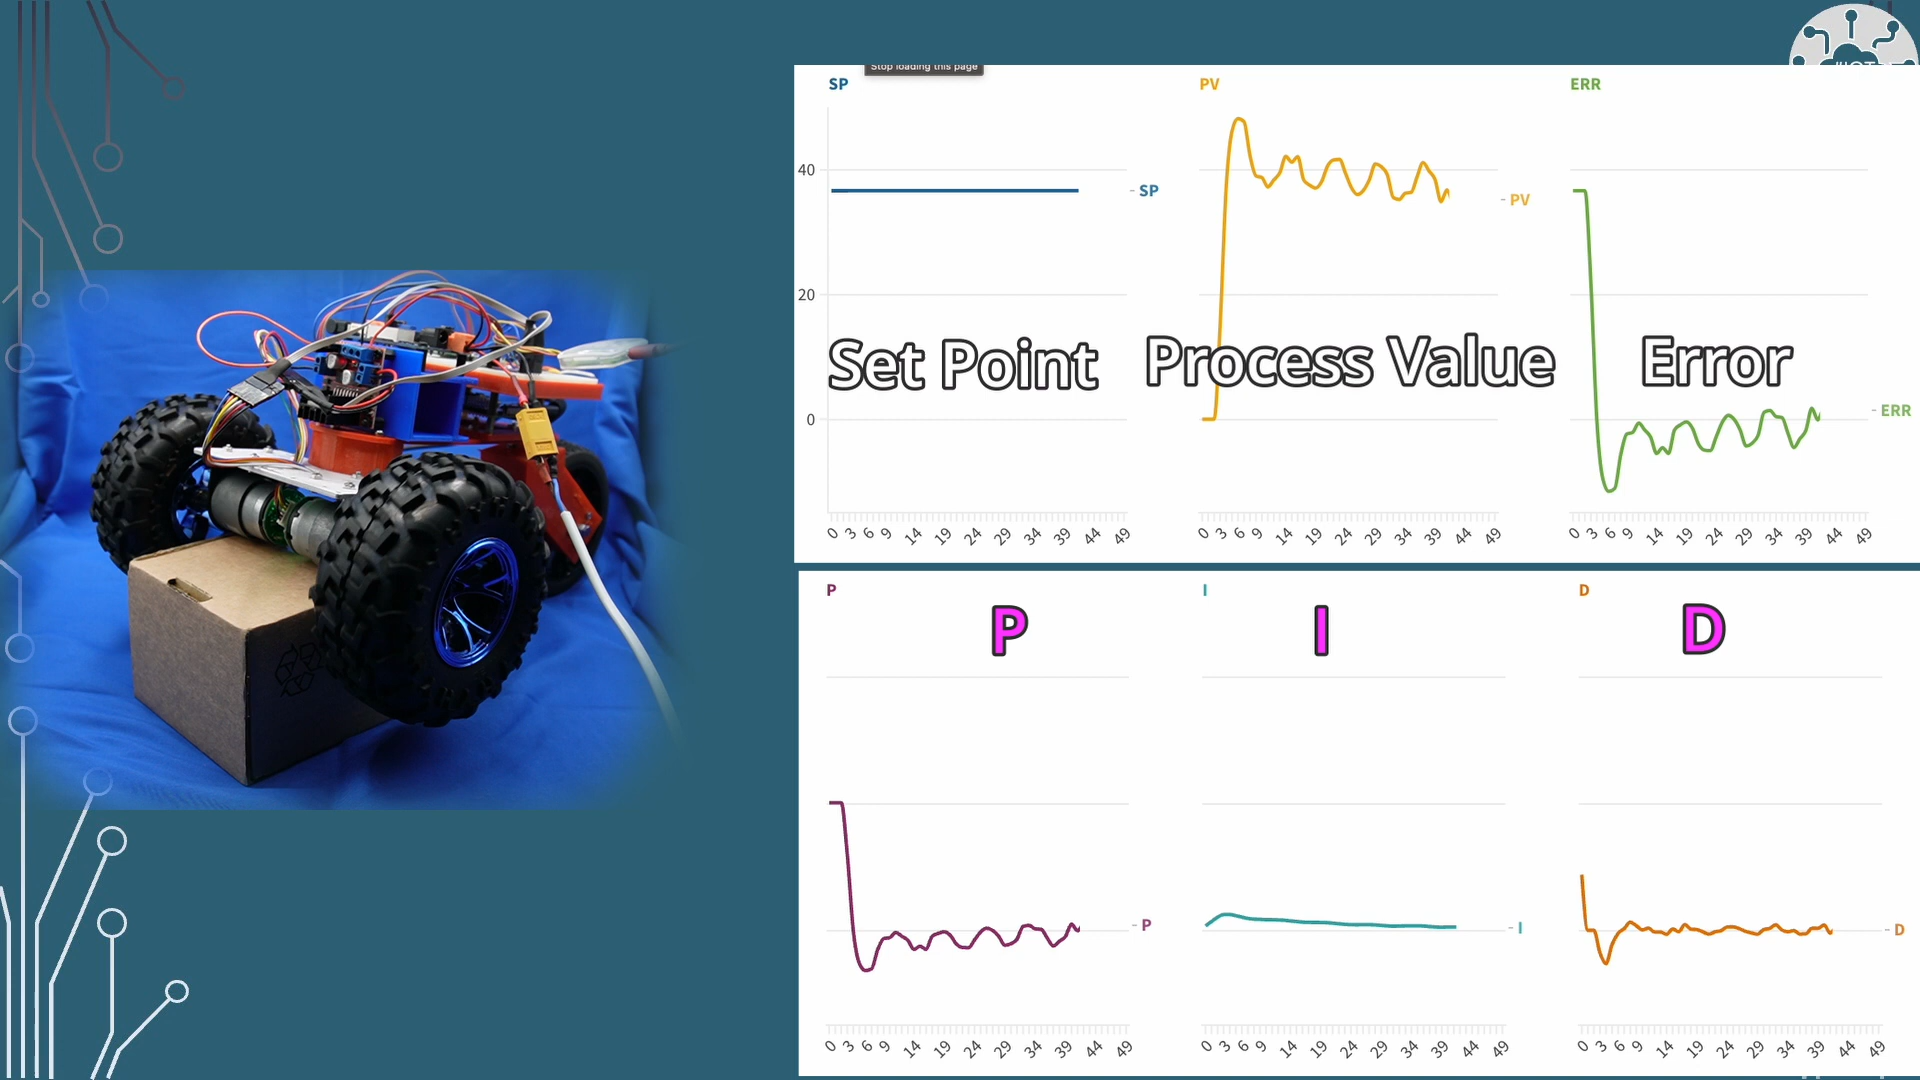 Stop loading this page
SP
PV
ERR
40
20
0
SP
PV
ERR
Set Point
Process Value
Error
0 3 6 9 14 19 24 29 34 39 44 49
0 3 6 9 14 19 24 29 34 39 44 49
0 3 6 9 14 19 24 29 34 39 44 49
P
I
D
P
I
D
P
I
D
0 3 6 9 14 19 24 29 34 39 44 49
0 3 6 9 14 19 24 29 34 39 44 49
0 3 6 9 14 19 24 29 34 39 44 49